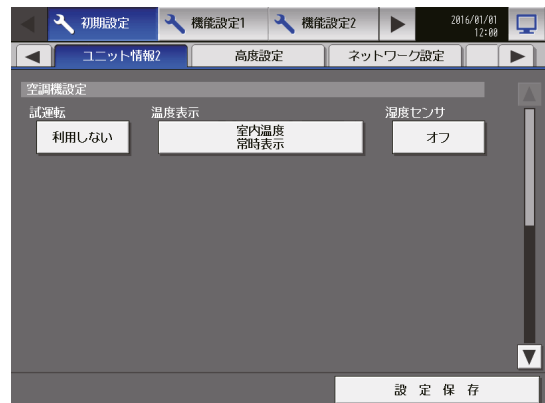 初期設定 機能設定1 機能設定2 2016/01/01
12:00
ユニット情報2 高度設定 ネットワーク設定
空調機設定
試運転 温度表示 湿度センサ
利用しない 室内温度 オフ
常時表示
設定保存